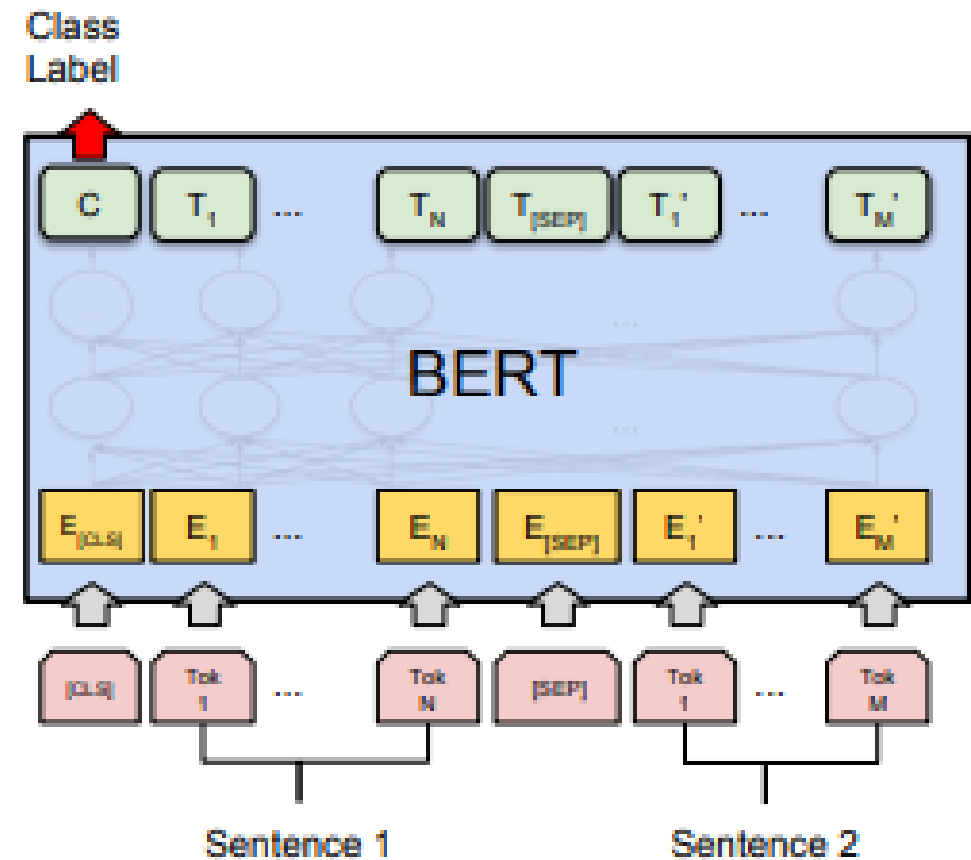 Class
Label
C T1 ... TN T[SEP] T1' ... TM'
...
BERT
...
E[CLS] E1 ... EN E[SEP] E1' ... EM'
[CLS] Tok 1 ... Tok N [SEP] Tok 1 ... Tok M
Sentence 1 Sentence 2